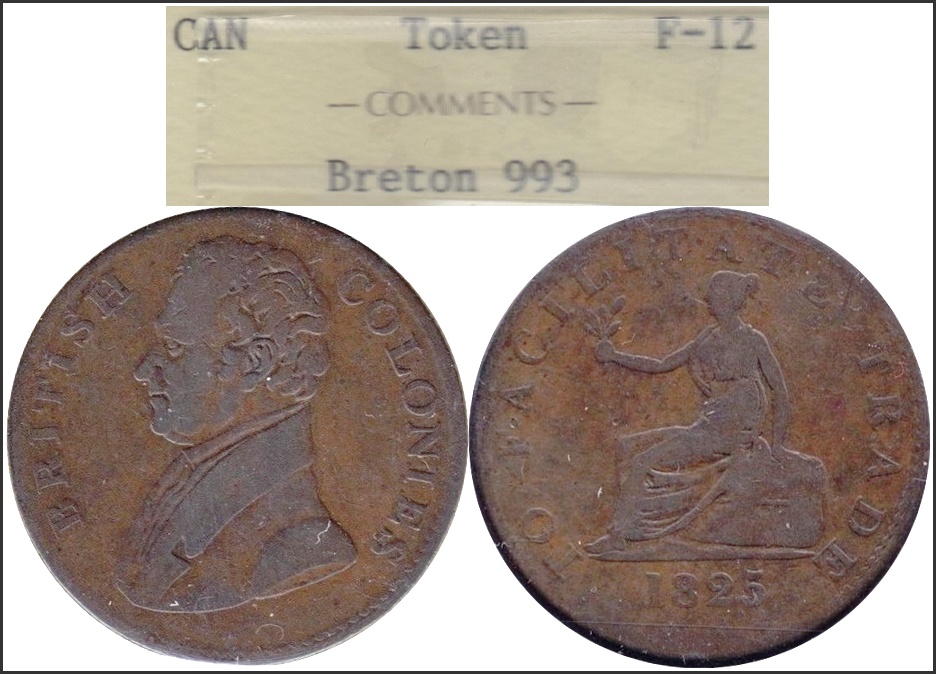 CAN Token F-12
— COMMENTS —
Breton 993
BRITISH COLONIES
TO FACILITATE TRADE
1825